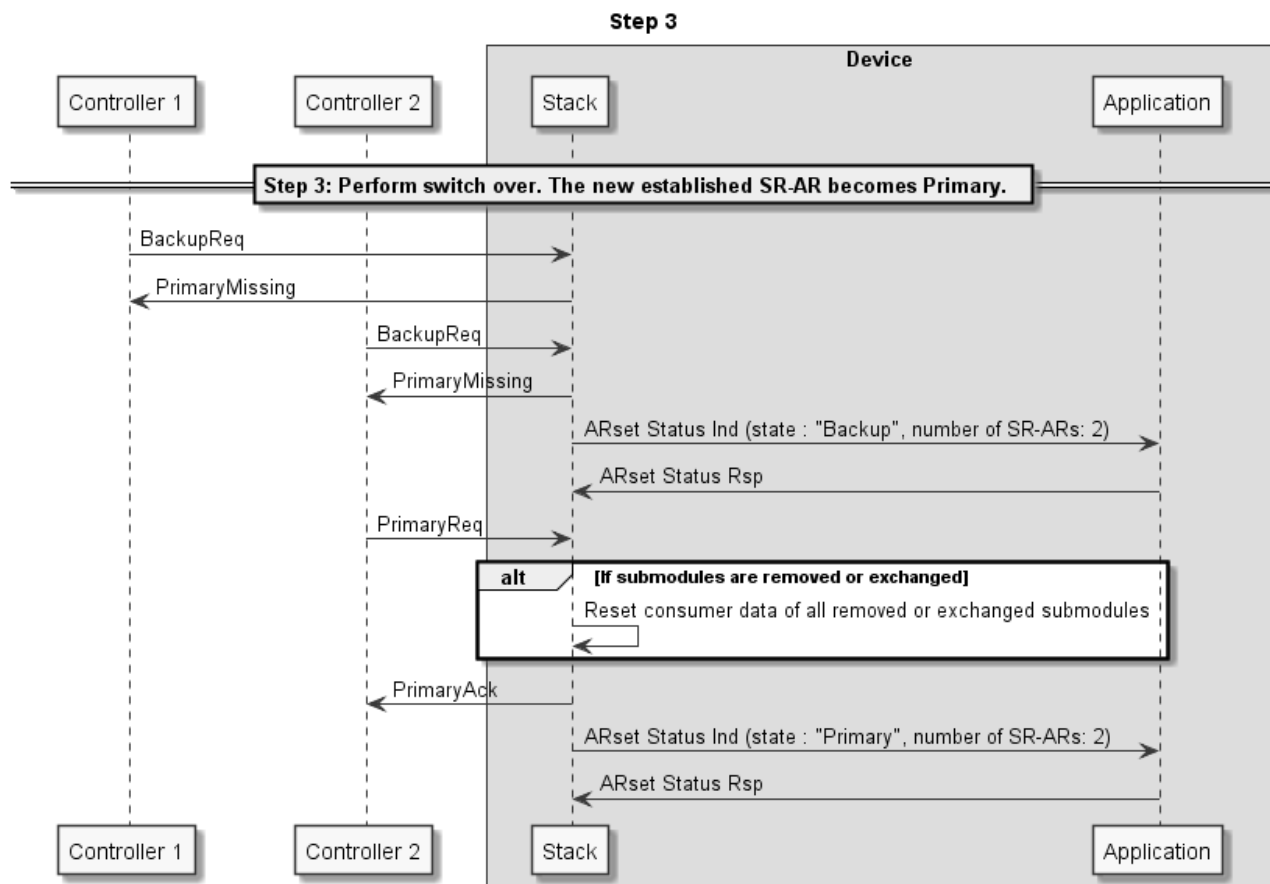 Step 3
Device
Controller 1
Controller 2
Stack
Application
Step 3: Perform switch over. The new established SR-AR becomes Primary.
BackupReq
PrimaryMissing
BackupReq
PrimaryMissing
ARset Status Ind (state : "Backup", number of SR-ARs: 2)
ARset Status Rsp
PrimaryReq
alt [If submodules are removed or exchanged]
Reset consumer data of all removed or exchanged submodules
PrimaryAck
ARset Status Ind (state : "Primary", number of SR-ARs: 2)
ARset Status Rsp
Controller 1
Controller 2
Stack
Application